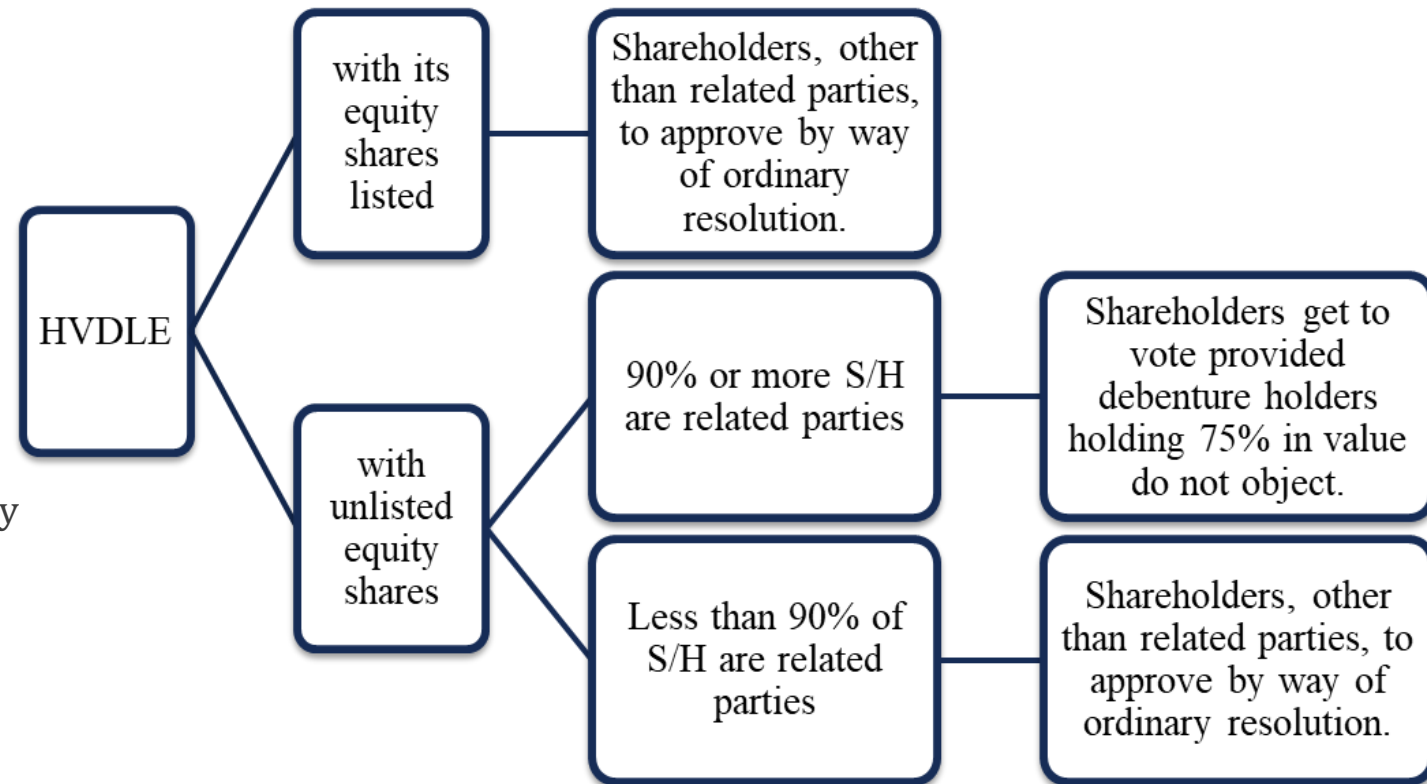 HVDLE
with its
equity
shares
listed
Shareholders, other
than related parties,
to approve by way
of ordinary
resolution.
with
unlisted
equity
shares
90% or more S/H
are related parties
Shareholders get to
vote provided
debenture holders
holding 75% in value
do not object.
Less than 90% of
S/H are related
parties
Shareholders, other
than related parties, to
approve by way of
ordinary resolution.
y